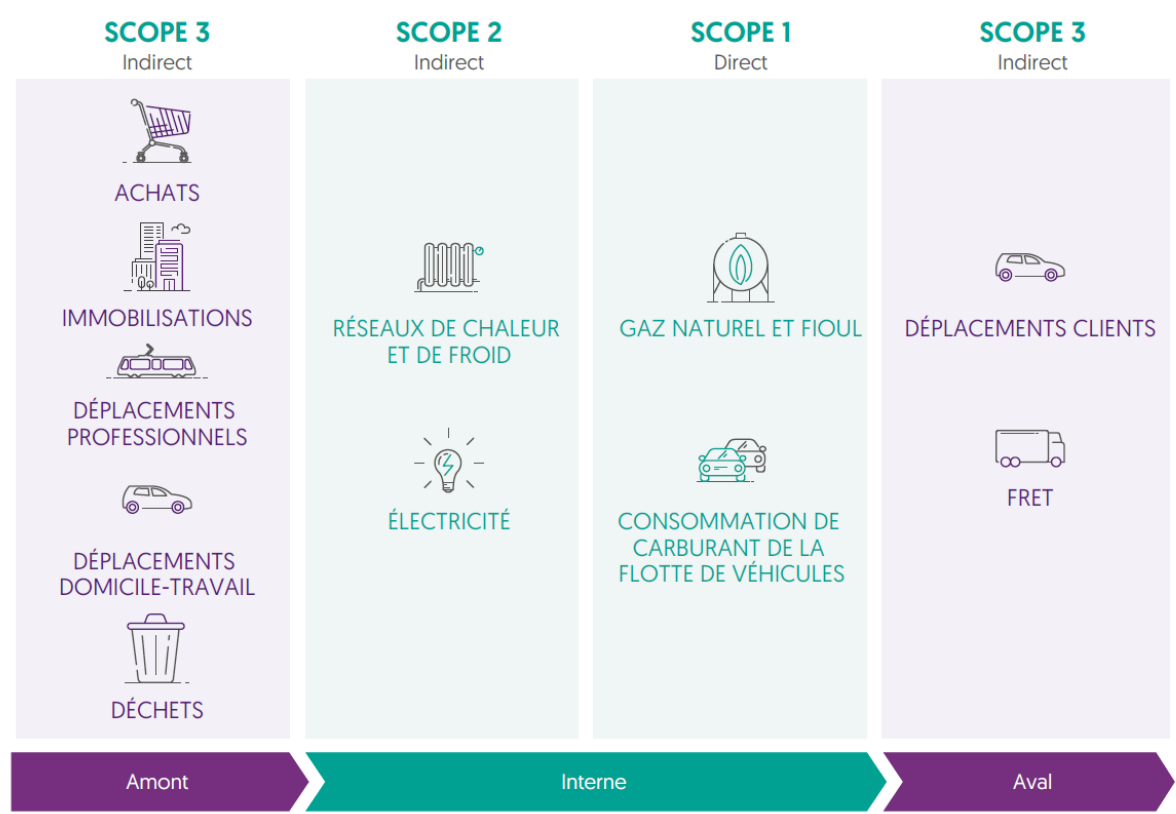 SCOPE 3
Indirect
ACHATS
IMMOBILISATIONS
DÉPLACEMENTS
PROFESSIONNELS
DÉPLACEMENTS
DOMICILE-TRAVAIL
DÉCHETS
SCOPE 2
Indirect
RÉSEAUX DE CHALEUR
ET DE FROID
ÉLECTRICITÉ
SCOPE 1
Direct
GAZ NATUREL ET FIOUL
CONSOMMATION DE
CARBURANT DE LA
FLOTTE DE VÉHICULES
SCOPE 3
Indirect
DÉPLACEMENTS CLIENTS
FRET
Amont
Interne
Aval